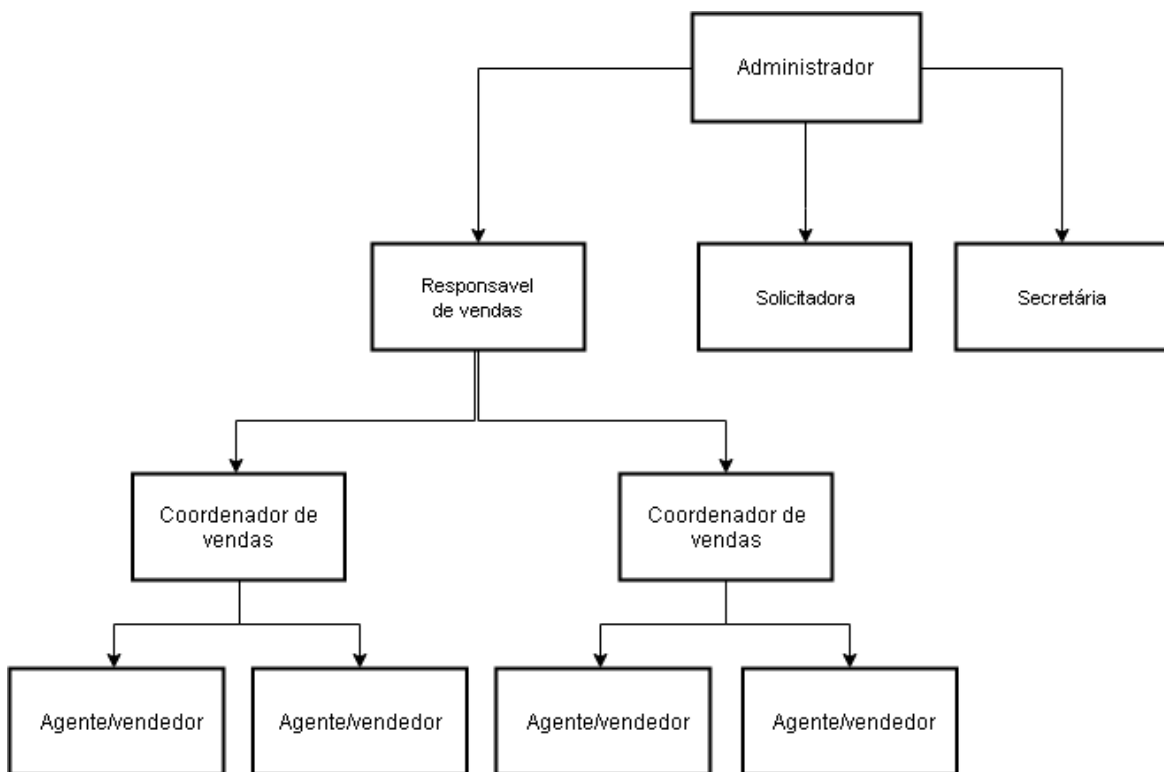 Administrador
Responsavel
de vendas
Solicitadora
Secretária
Coordenador de
vendas
Coordenador de
vendas
Agente/vendedor
Agente/vendedor
Agente/vendedor
Agente/vendedor